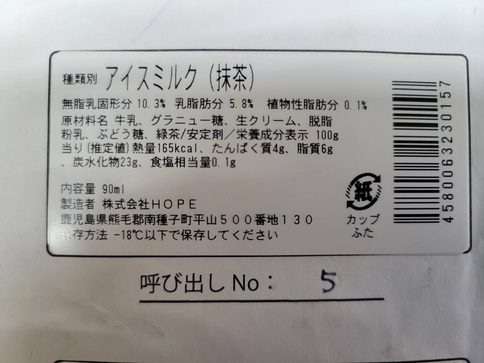 種類別 アイスミルク(抹茶)
無脂乳固形分 10.3% 乳脂肪分 5.8% 植物性脂肪分 0.1%
原材料名 牛乳、グラニュー糖、生クリーム、脱脂
粉乳、ぶどう糖、緑茶/安定剤/栄養成分表示 100g
当り(推定値)熱量165kcal、たんぱく質4g、脂質6g
、炭水化物23g、食塩相当量0.1g
内容量 90ml
製造者 株式会社HOPE
鹿児島県熊毛郡南種子町平山500番地130
保存方法 -18℃以下で保存してください
紙
カップ
ふた
4580063230157
呼び出し No: 5